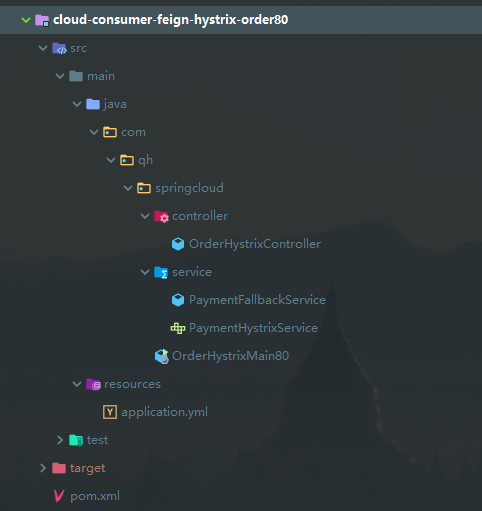 cloud-consumer-feign-hystrix-order80
src
main
java
com
qh
springcloud
controller
OrderHystrixController
service
PaymentFallbackService
PaymentHystrixService
OrderHystrixMain80
resources
application.yml
test
target
pom.xml